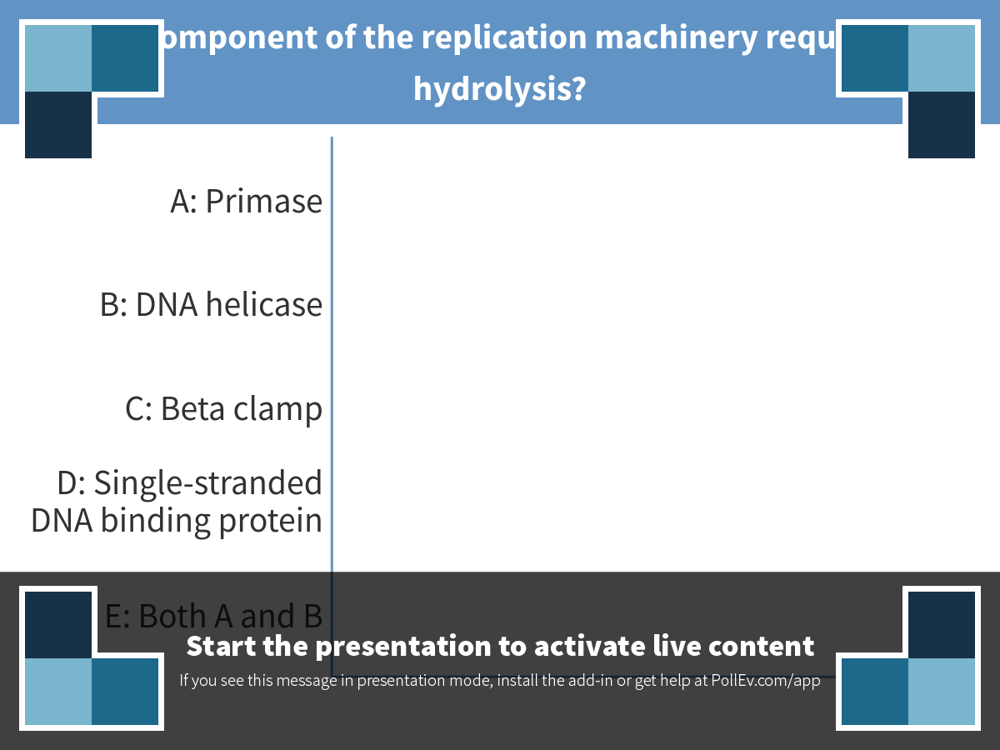 omponent of the replication machinery requ
hydrolysis?
A: Primase
B: DNA helicase
C: Beta clamp
D: Single-stranded
DNA binding protein
E: Both A and B
Start the presentation to activate live content
If you see this message in presentation mode, install the add-in or get help at PollEv.com/app